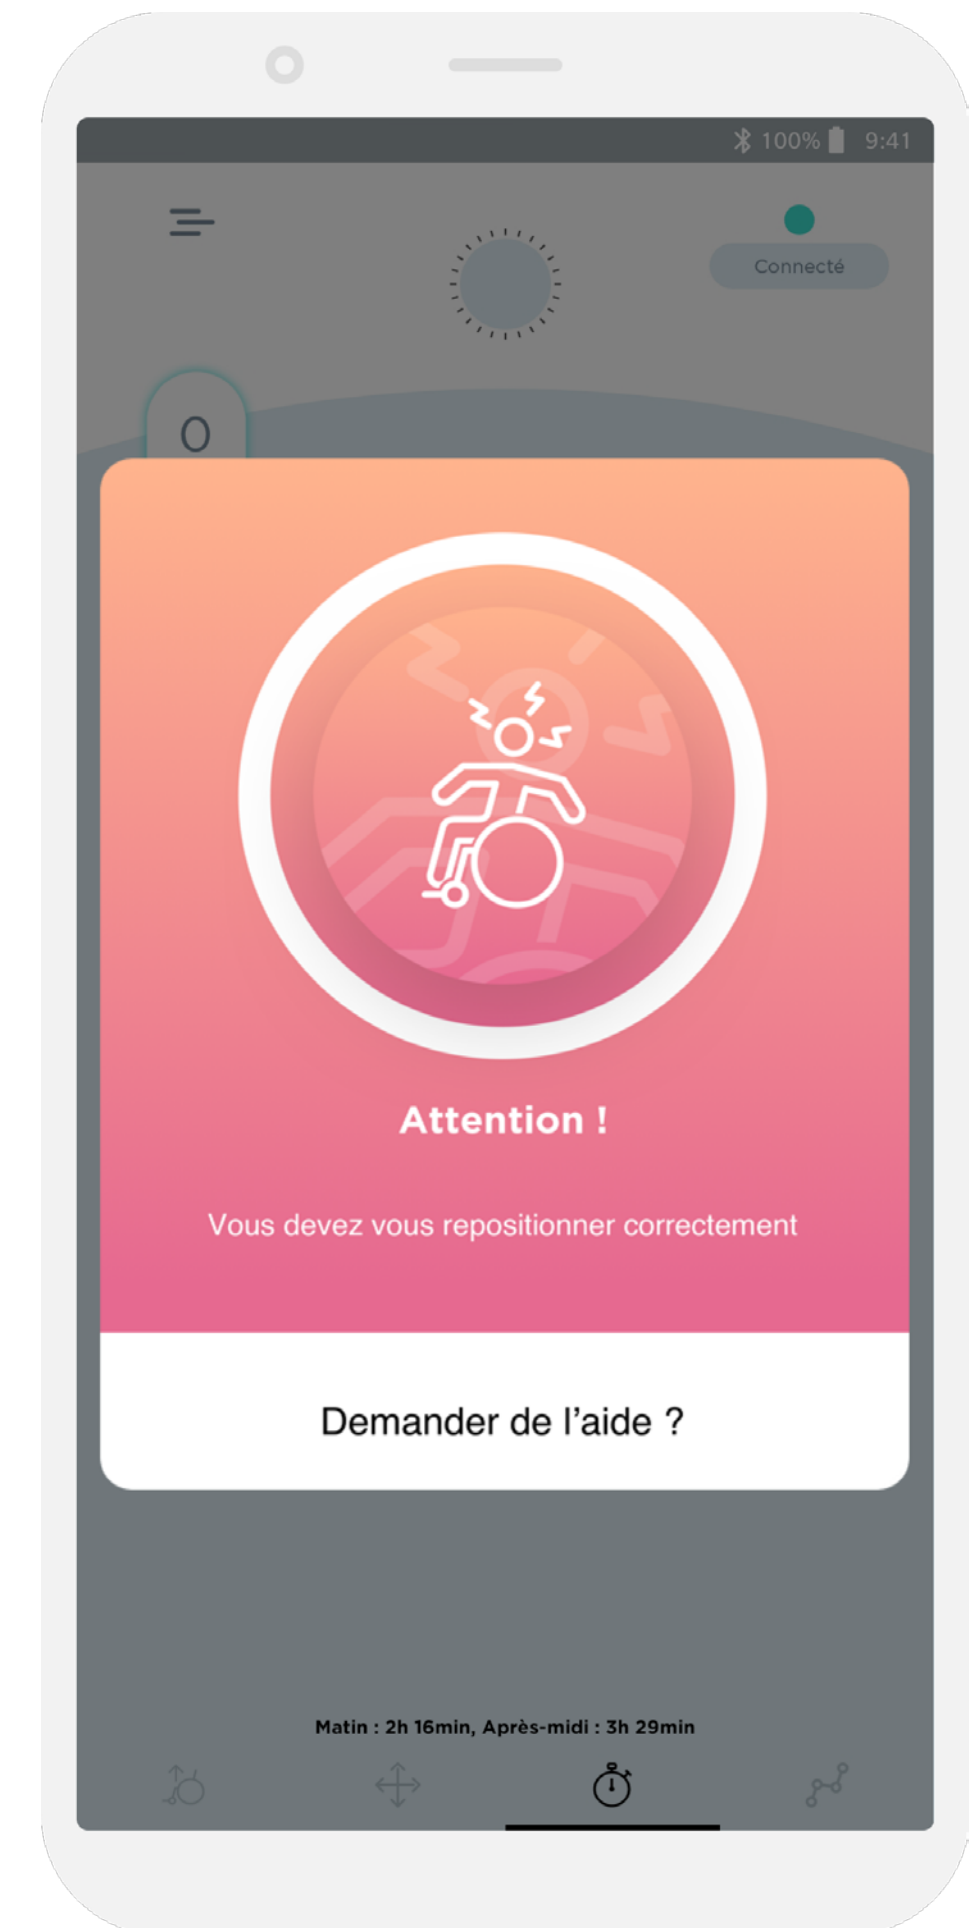 100% 9:41
Connecté
0
Attention !
Vous devez vous repositionner correctement
Demander de l’aide ?
Matin : 2h 16min, Après-midi : 3h 29min